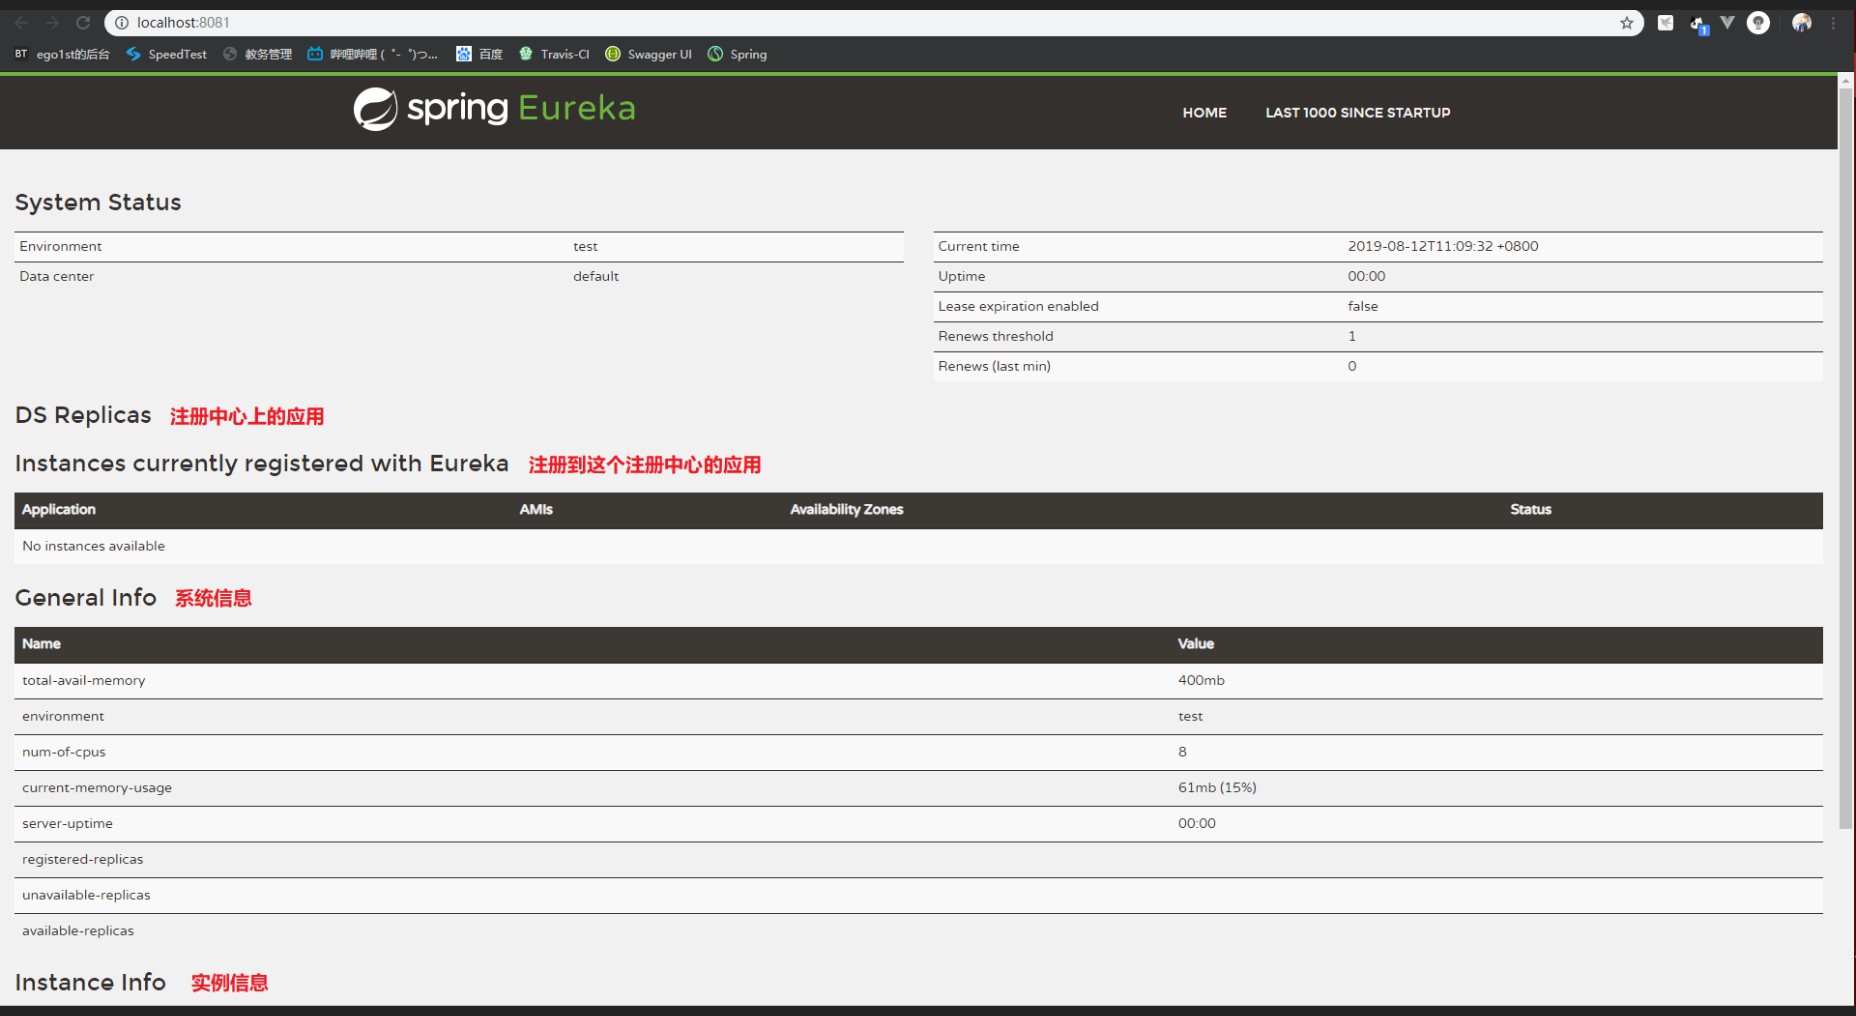 localhost:8081
BT ego1st的后台 SpeedTest 教务管理 哔哩哔哩 ( ゜- ゜)つ... 百度 Travis-CI Swagger UI Spring
1
spring Eureka HOME LAST 1000 SINCE STARTUP
System Status
Environment test
Data center default
Current time 2019-08-12T11:09:32 +0800
Uptime 00:00
Lease expiration enabled false
Renews threshold 1
Renews (last min) 0
DS Replicas 注册中心上的应用
Instances currently registered with Eureka 注册到这个注册中心的应用
Application AMIs Availability Zones Status
No instances available
General Info 系统信息
Name Value
total-avail-memory 400mb
environment test
num-of-cpus 8
current-memory-usage 61mb (15%)
server-uptime 00:00
registered-replicas
unavailable-replicas
available-replicas
Instance Info 实例信息